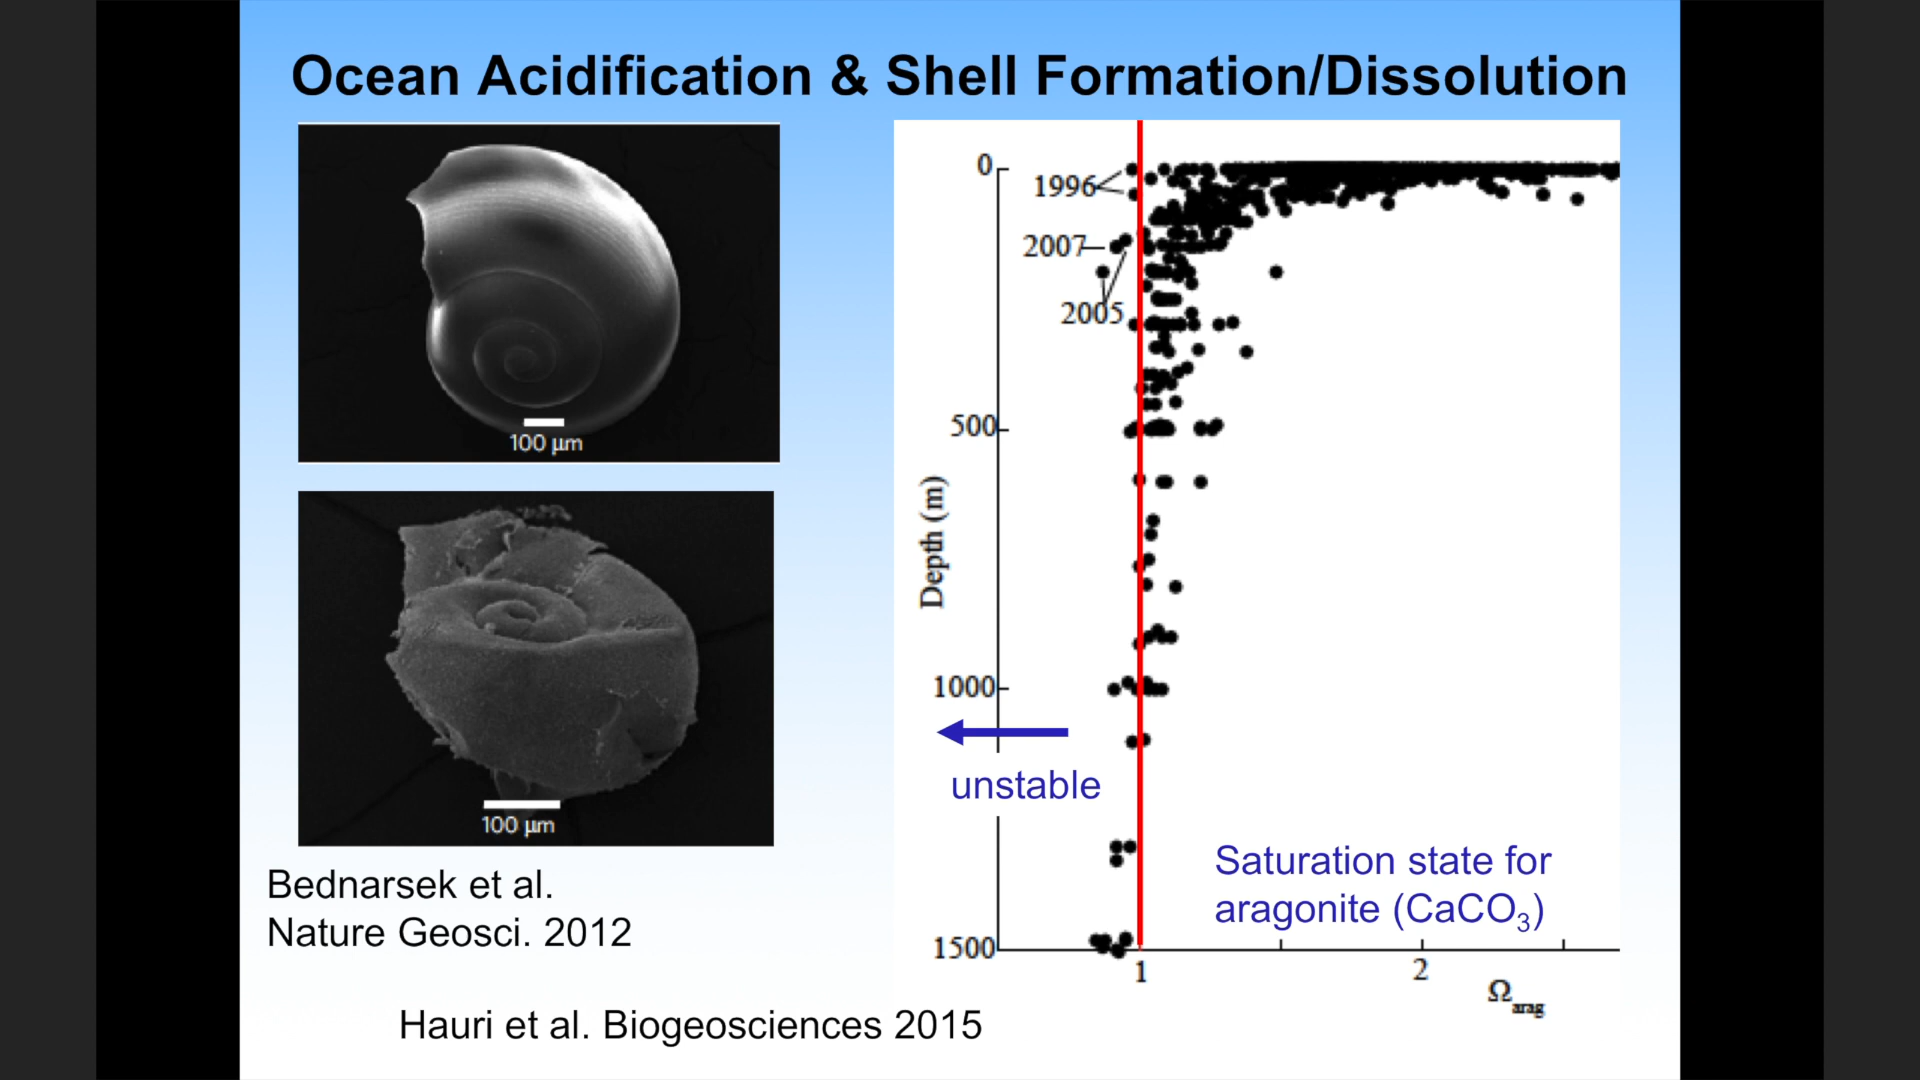 Ocean Acidification & Shell Formation/Dissolution
100 µm
100 µm
Bednarsek et al.
Nature Geosci. 2012
Hauri et al. Biogeosciences 2015
0
1996
2007
2005
500
Depth (m)
1000
unstable
Saturation state for
aragonite (CaCO₃)
1500
1
2
Ωarag